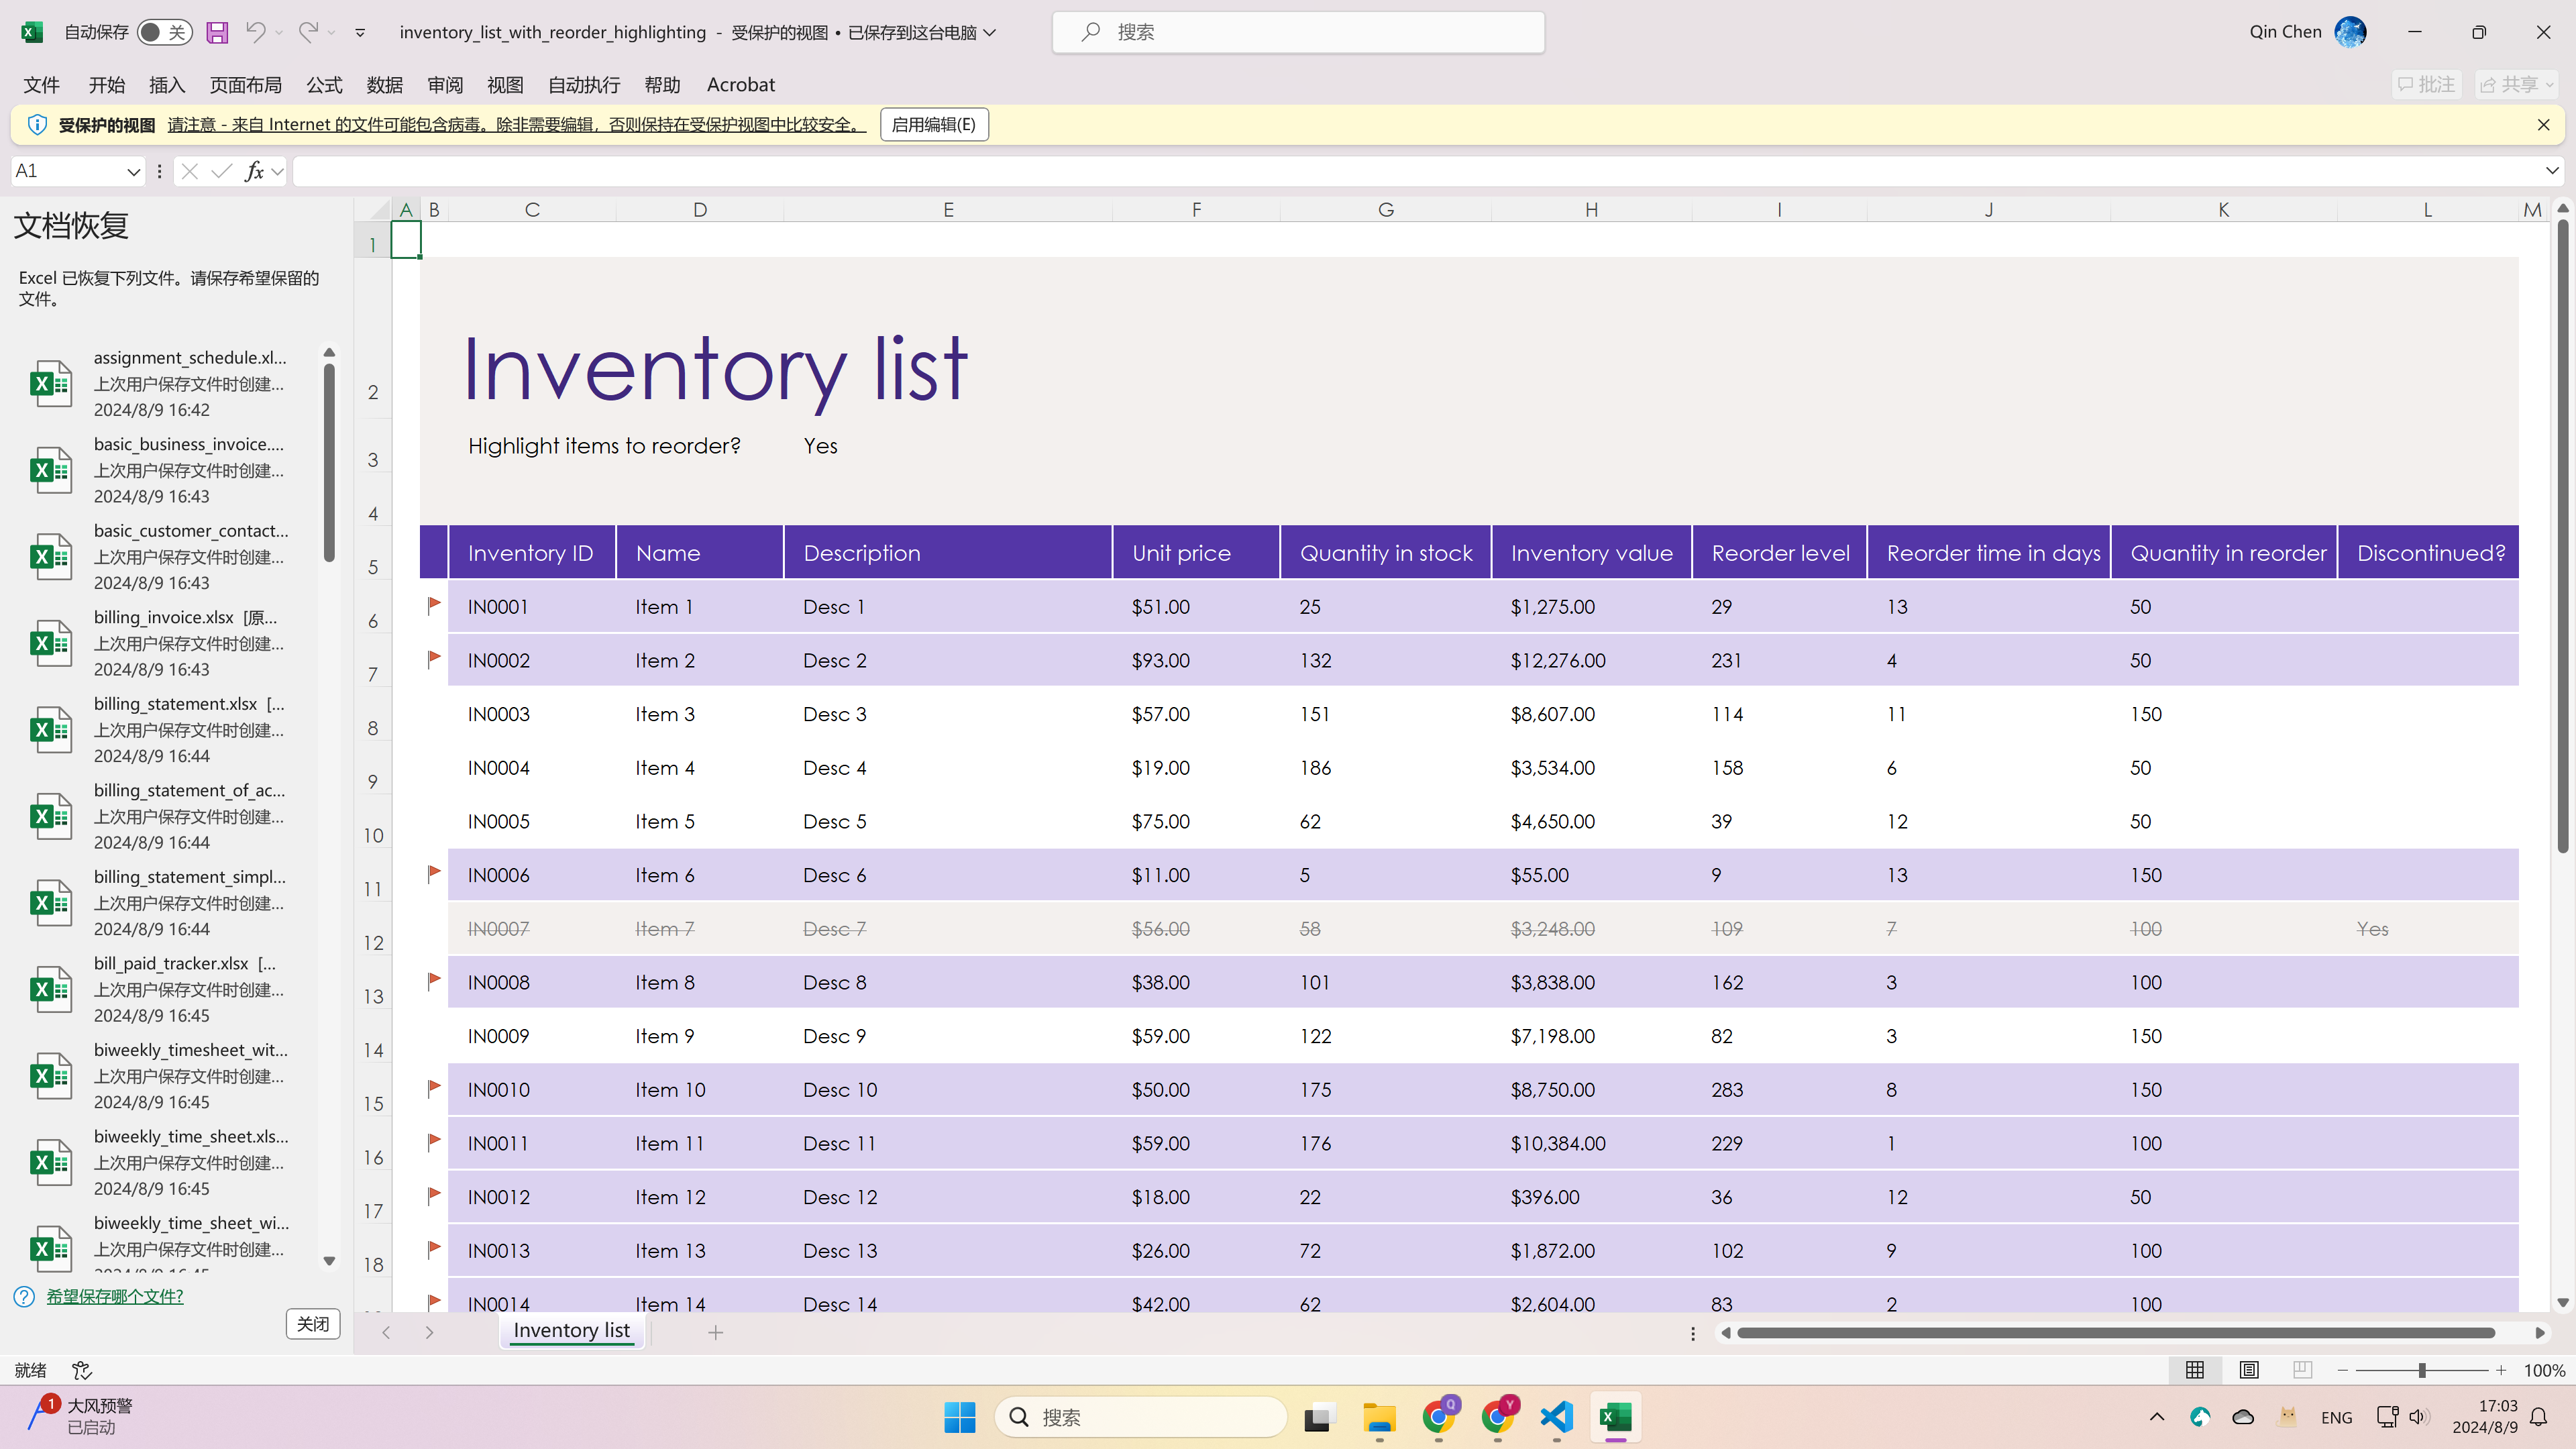 自动保存 关 inventory_list_with_reorder_highlighting - 受保护的视图 • 已保存到这台电脑 搜索 Qin Chen
文件 开始 插入 页面布局 公式 数据 审阅 视图 自动执行 帮助 Acrobat 批注 共享
受保护的视图 请注意 - 来自 Internet 的文件可能包含病毒。除非需要编辑，否则保持在受保护视图中比较安全。 启用编辑(E)
A1 fx
文档恢复
Excel 已恢复下列文件。请保存希望保留的
文件。
assignment_schedule.xl...
上次用户保存文件时创建...
2024/8/9 16:42
basic_business_invoice....
上次用户保存文件时创建...
2024/8/9 16:43
basic_customer_contact...
上次用户保存文件时创建...
2024/8/9 16:43
billing_invoice.xlsx [原...
上次用户保存文件时创建...
2024/8/9 16:43
billing_statement.xlsx [...
上次用户保存文件时创建...
2024/8/9 16:44
billing_statement_of_ac...
上次用户保存文件时创建...
2024/8/9 16:44
billing_statement_simpl...
上次用户保存文件时创建...
2024/8/9 16:44
bill_paid_tracker.xlsx [...
上次用户保存文件时创建...
2024/8/9 16:45
biweekly_timesheet_wit...
上次用户保存文件时创建...
2024/8/9 16:45
biweekly_time_sheet.xls...
上次用户保存文件时创建...
2024/8/9 16:45
biweekly_time_sheet_wi...
上次用户保存文件时创建...
2024/8/9 16:45
希望保存哪个文件?
关闭
A B C D E F G H I J K L M
1
2 Inventory list
3 Highlight items to reorder? Yes
4
5 Inventory ID Name Description Unit price Quantity in stock Inventory value Reorder level Reorder time in days Quantity in reorder Discontinued?
6 IN0001 Item 1 Desc 1 $51.00 25 $1,275.00 29 13 50
7 IN0002 Item 2 Desc 2 $93.00 132 $12,276.00 231 4 50
8 IN0003 Item 3 Desc 3 $57.00 151 $8,607.00 114 11 150
9 IN0004 Item 4 Desc 4 $19.00 186 $3,534.00 158 6 50
10 IN0005 Item 5 Desc 5 $75.00 62 $4,650.00 39 12 50
11 IN0006 Item 6 Desc 6 $11.00 5 $55.00 9 13 150
12 IN0007 Item 7 Desc 7 $56.00 58 $3,248.00 109 7 100 Yes
13 IN0008 Item 8 Desc 8 $38.00 101 $3,838.00 162 3 100
14 IN0009 Item 9 Desc 9 $59.00 122 $7,198.00 82 3 150
15 IN0010 Item 10 Desc 10 $50.00 175 $8,750.00 283 8 150
16 IN0011 Item 11 Desc 11 $59.00 176 $10,384.00 229 1 100
17 IN0012 Item 12 Desc 12 $18.00 22 $396.00 36 12 50
18 IN0013 Item 13 Desc 13 $26.00 72 $1,872.00 102 9 100
IN0014 Item 14 Desc 14 $42.00 62 $2,604.00 83 2 100
Inventory list
就绪 100%
1 大风预警
已启动
搜索
ENG
17:03
2024/8/9